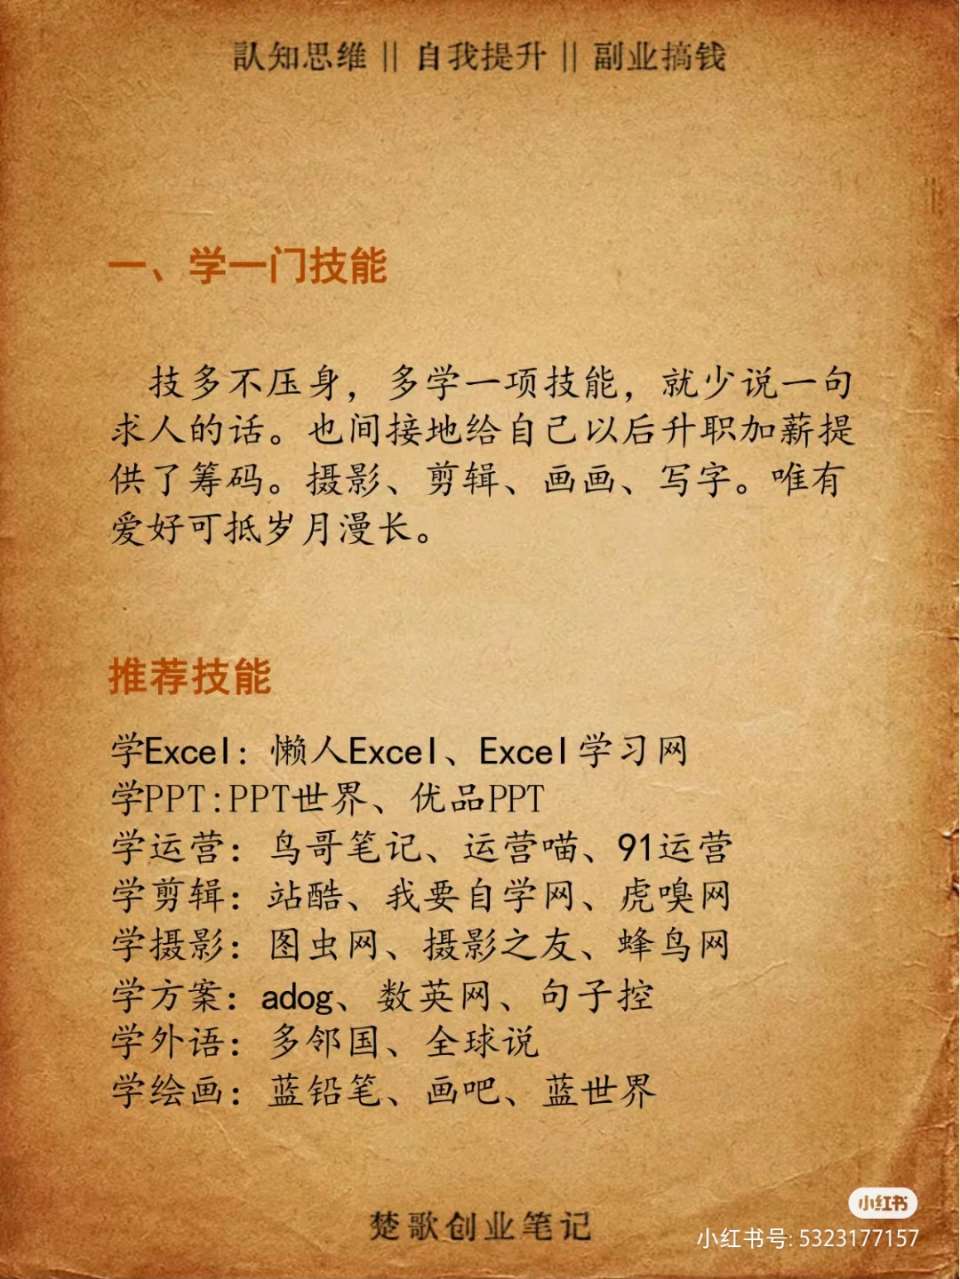 認知思维 || 自我提升 || 副业搞钱
一、学一门技能
技多不压身，多学一项技能，就少说一句
求人的话。也间接地给自己以后升职加薪提
供了筹码。摄影、剪辑、画画、写字。唯有
爱好可抵岁月漫长。
推荐技能
学Excel：懒人Excel、Excel学习网
学PPT:PPT世界、优品PPT
学运营：鸟哥笔记、运营喵、91运营
学剪辑：站酷、我要自学网、虎嗅网
学摄影：图虫网、摄影之友、蜂鸟网
学方案：adog、数英网、句子控
学外语：多邻国、全球说
学绘画：蓝铅笔、画吧、蓝世界
楚歌创业笔记
小红书
小红书号: 5323177157